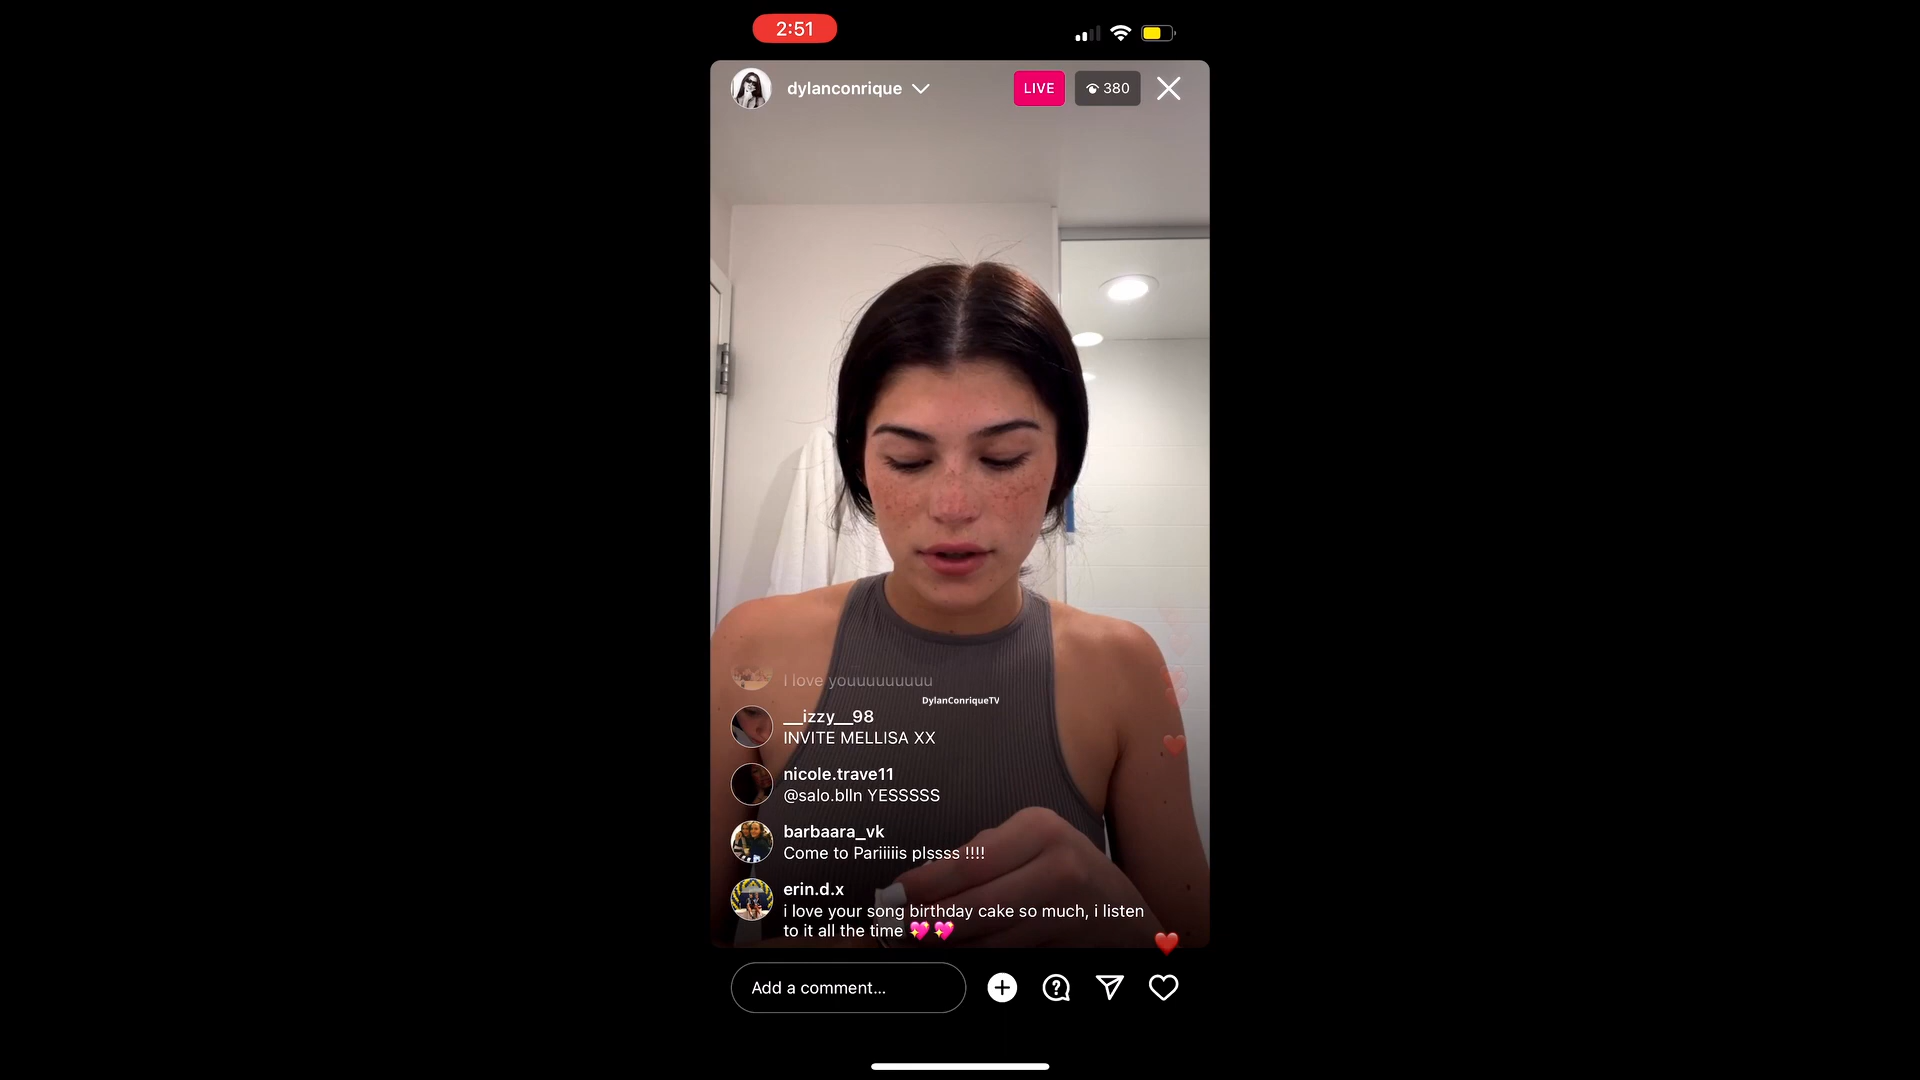 2:51
dylanconrique
LIVE
380
I love youuuuuuuuu
DylanConriqueTV
__izzy__98
INVITE MELLISA XX
nicole.trave11
@salo.blln YESSSSS
barbaara_vk
Come to Pariiiiis plssss !!!!
erin.d.x
i love your song birthday cake so much, i listen
to it all the time 💖💖
Add a comment...